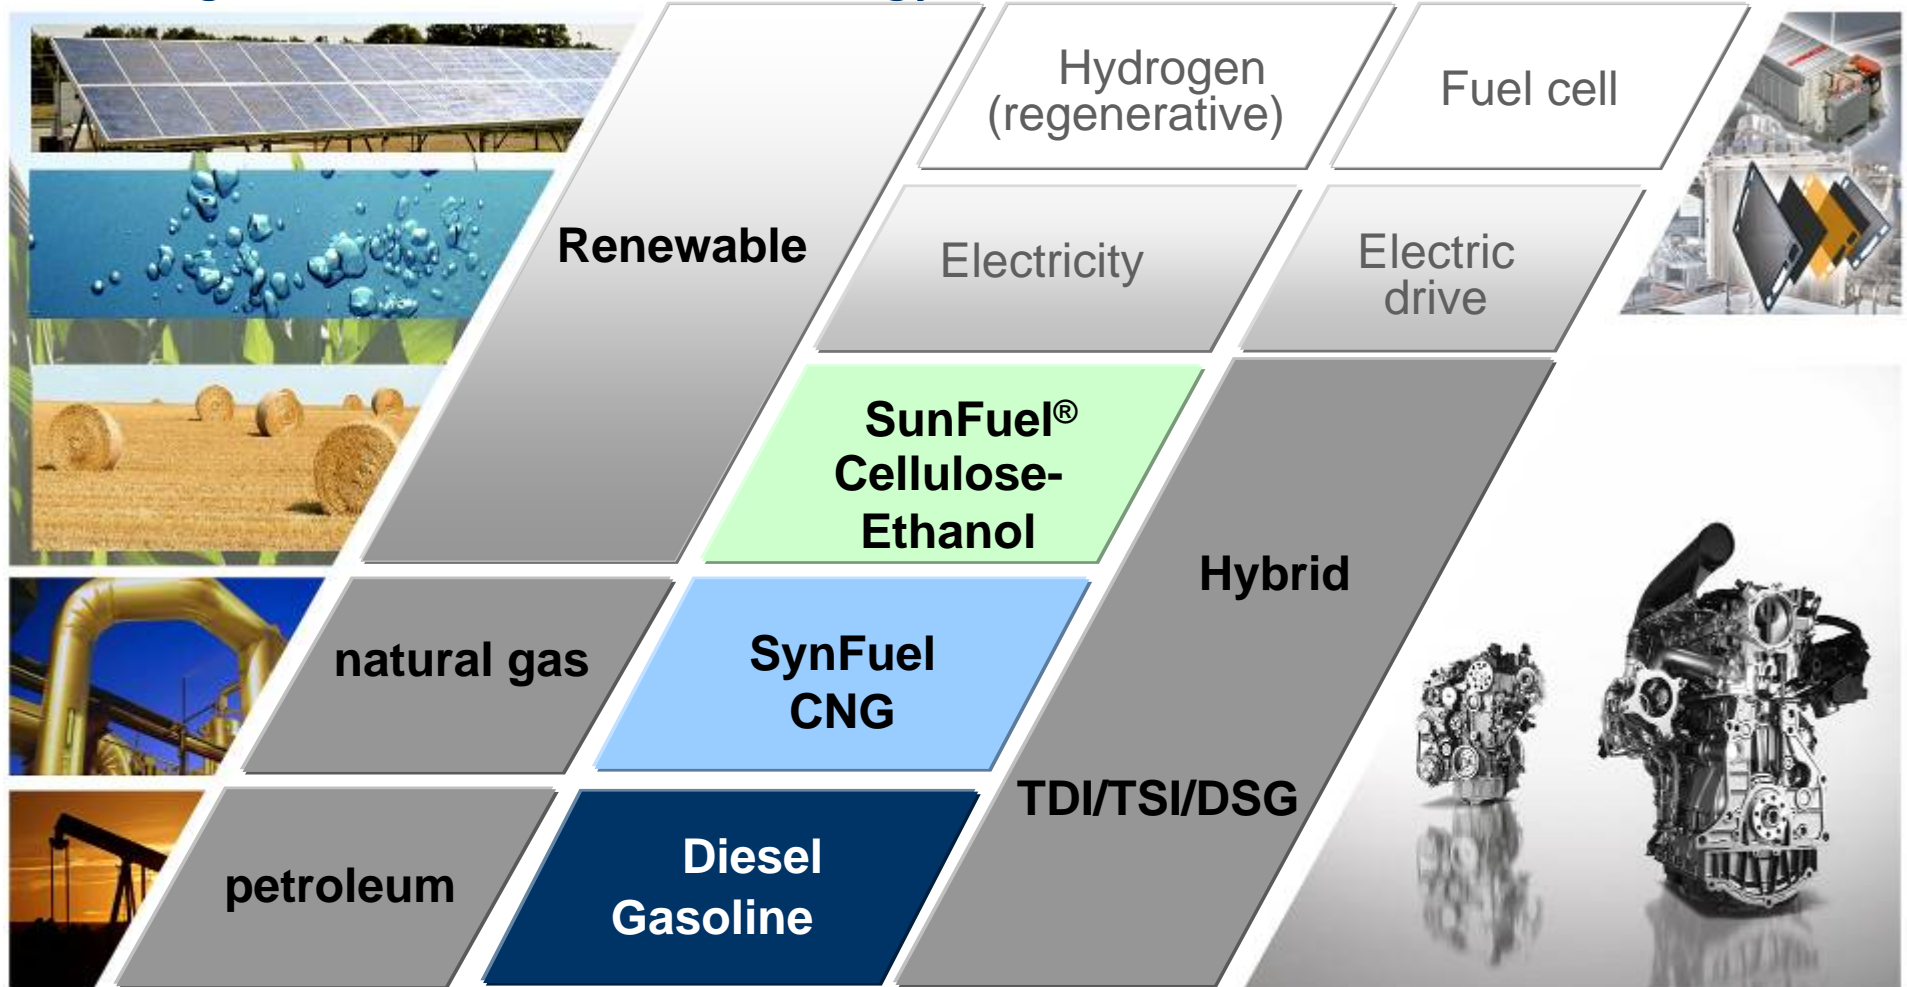 Hydrogen
(regenerative)
Fuel cell
Renewable
Electricity
Electric
drive
SunFuel®
Cellulose-
Ethanol
Hybrid
natural gas
SynFuel
CNG
TDI/TSI/DSG
petroleum
Diesel
Gasoline